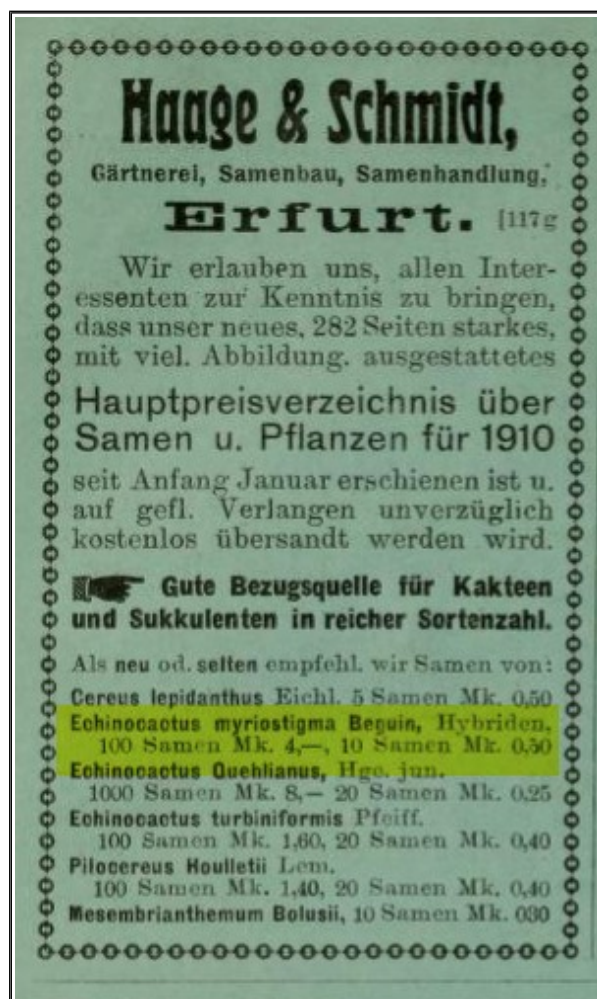 Haage & Schmidt,
Gärtnerei, Samenbau, Samenhandlung,
Erfurt. [117g
Wir erlauben uns, allen Inter-
essenten zur Kenntnis zu bringen,
dass unser neues, 282 Seiten starkes,
mit viel. Abbildung. ausgestattetes
Hauptpreisverzeichnis über
Samen u. Pflanzen für 1910
seit Anfang Januar erschienen ist u.
auf gefl. Verlangen unverzüglich
kostenlos übersandt werden wird.
Gute Bezugsquelle für Kakteen
und Sukkulenten in reicher Sortenzahl.
Als neu od. selten empfehl. wir Samen von:
Cereus lepidanthus Eichl. 5 Samen Mk. 0,50
Echinocactus myriostigma Beguin, Hybriden,
100 Samen Mk. 4,—, 10 Samen Mk. 0,50
Echinocactus Quehlianus, Hge. jun.
1000 Samen Mk. 8,— 20 Samen Mk. 0,25
Echinocactus turbiniformis Pfeiff.
100 Samen Mk. 1,60, 20 Samen Mk. 0,40
Pilocereus Houlletii Lem.
100 Samen Mk. 1,40, 20 Samen Mk. 0,40
Mesembrianthemum Bolusii, 10 Samen Mk. 030